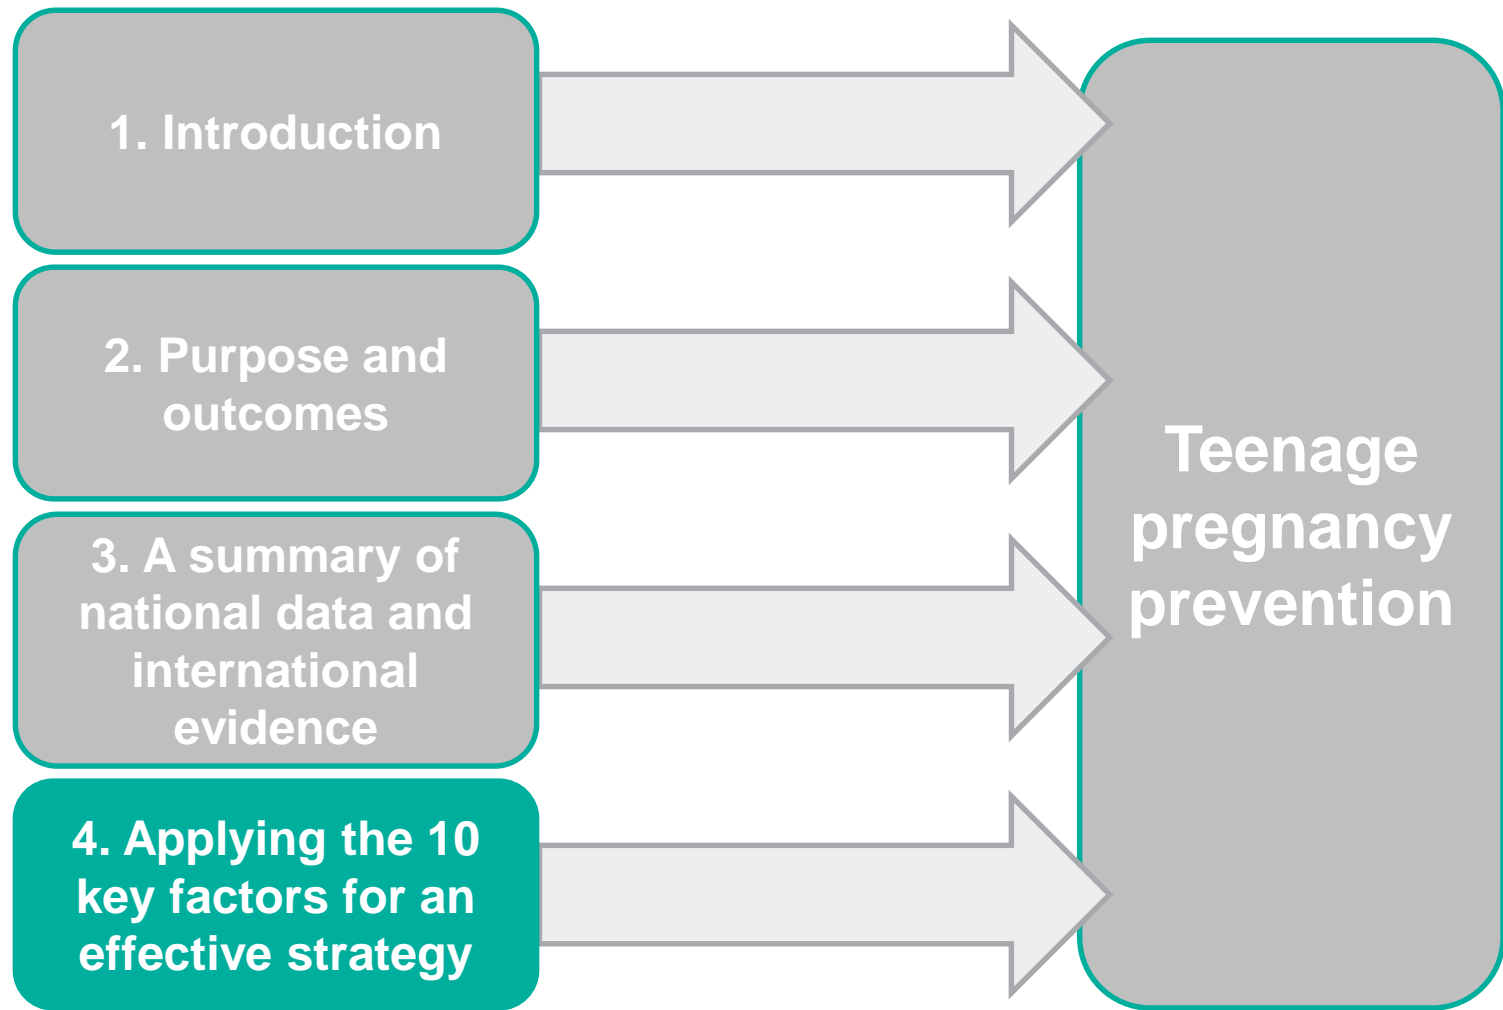 1. Introduction
2. Purpose and
outcomes
3. A summary of
national data and
international
evidence
4. Applying the 10
key factors for an
effective strategy
Teenage
pregnancy
prevention